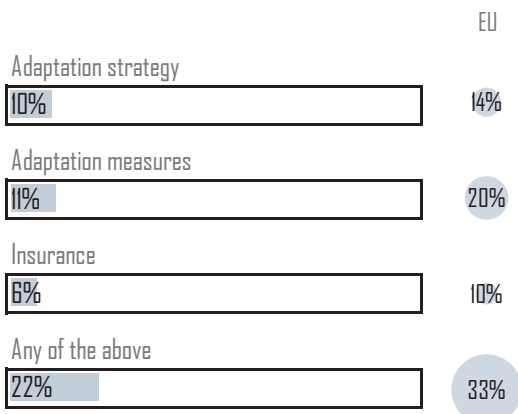 EU
Adaptation strategy
10% 14%
Adaptation measures
11% 20%
Insurance
6% 10%
Any of the above
22% 33%